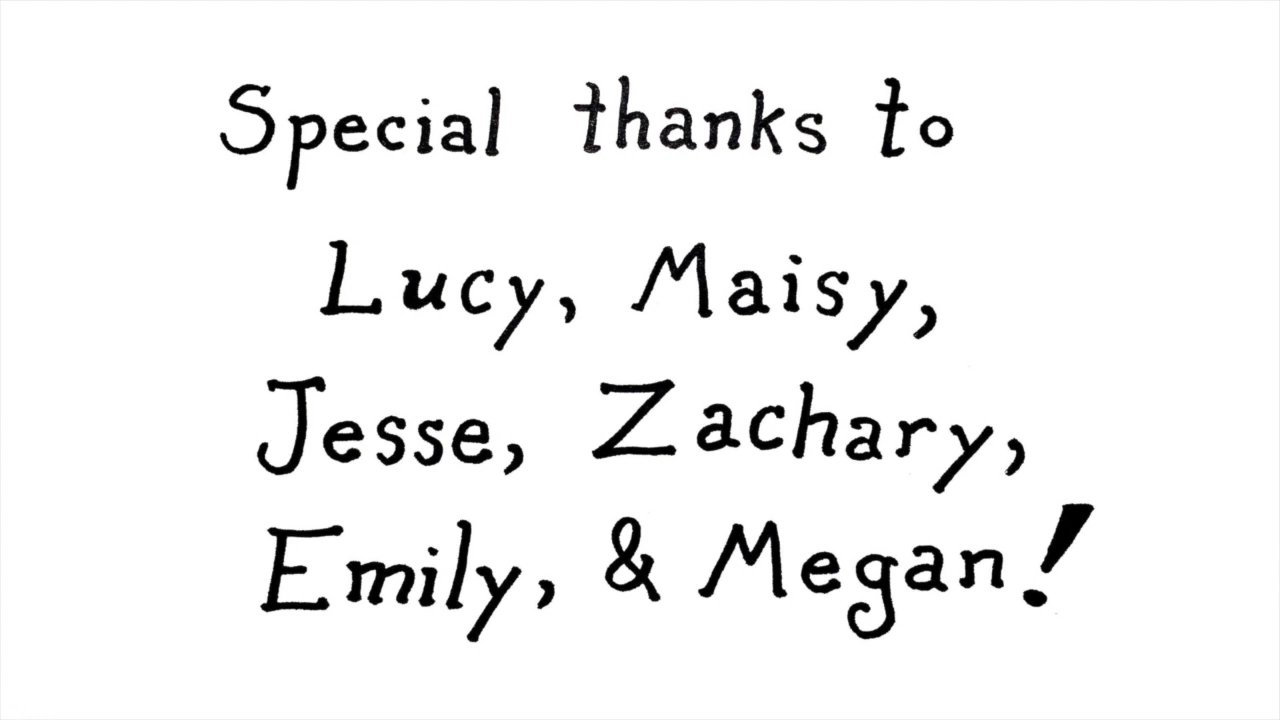 Special thanks to
Lucy, Maisy,
Jesse, Zachary,
Emily, & Megan!